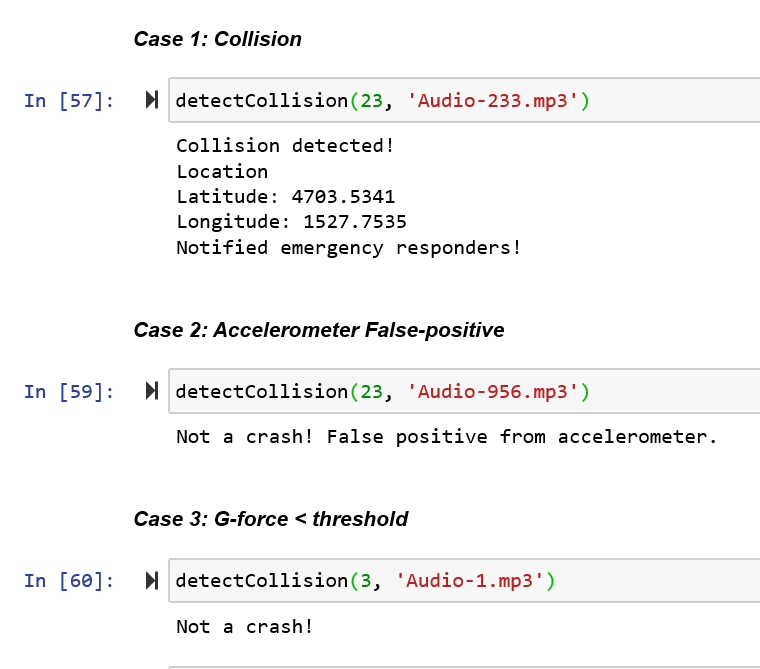 Case 1: Collision
In [57]: detectCollision(23, 'Audio-233.mp3')
Collision detected!
Location
Latitude: 4703.5341
Longitude: 1527.7535
Notified emergency responders!
Case 2: Accelerometer False-positive
In [59]: detectCollision(23, 'Audio-956.mp3')
Not a crash! False positive from accelerometer.
Case 3: G-force < threshold
In [60]: detectCollision(3, 'Audio-1.mp3')
Not a crash!